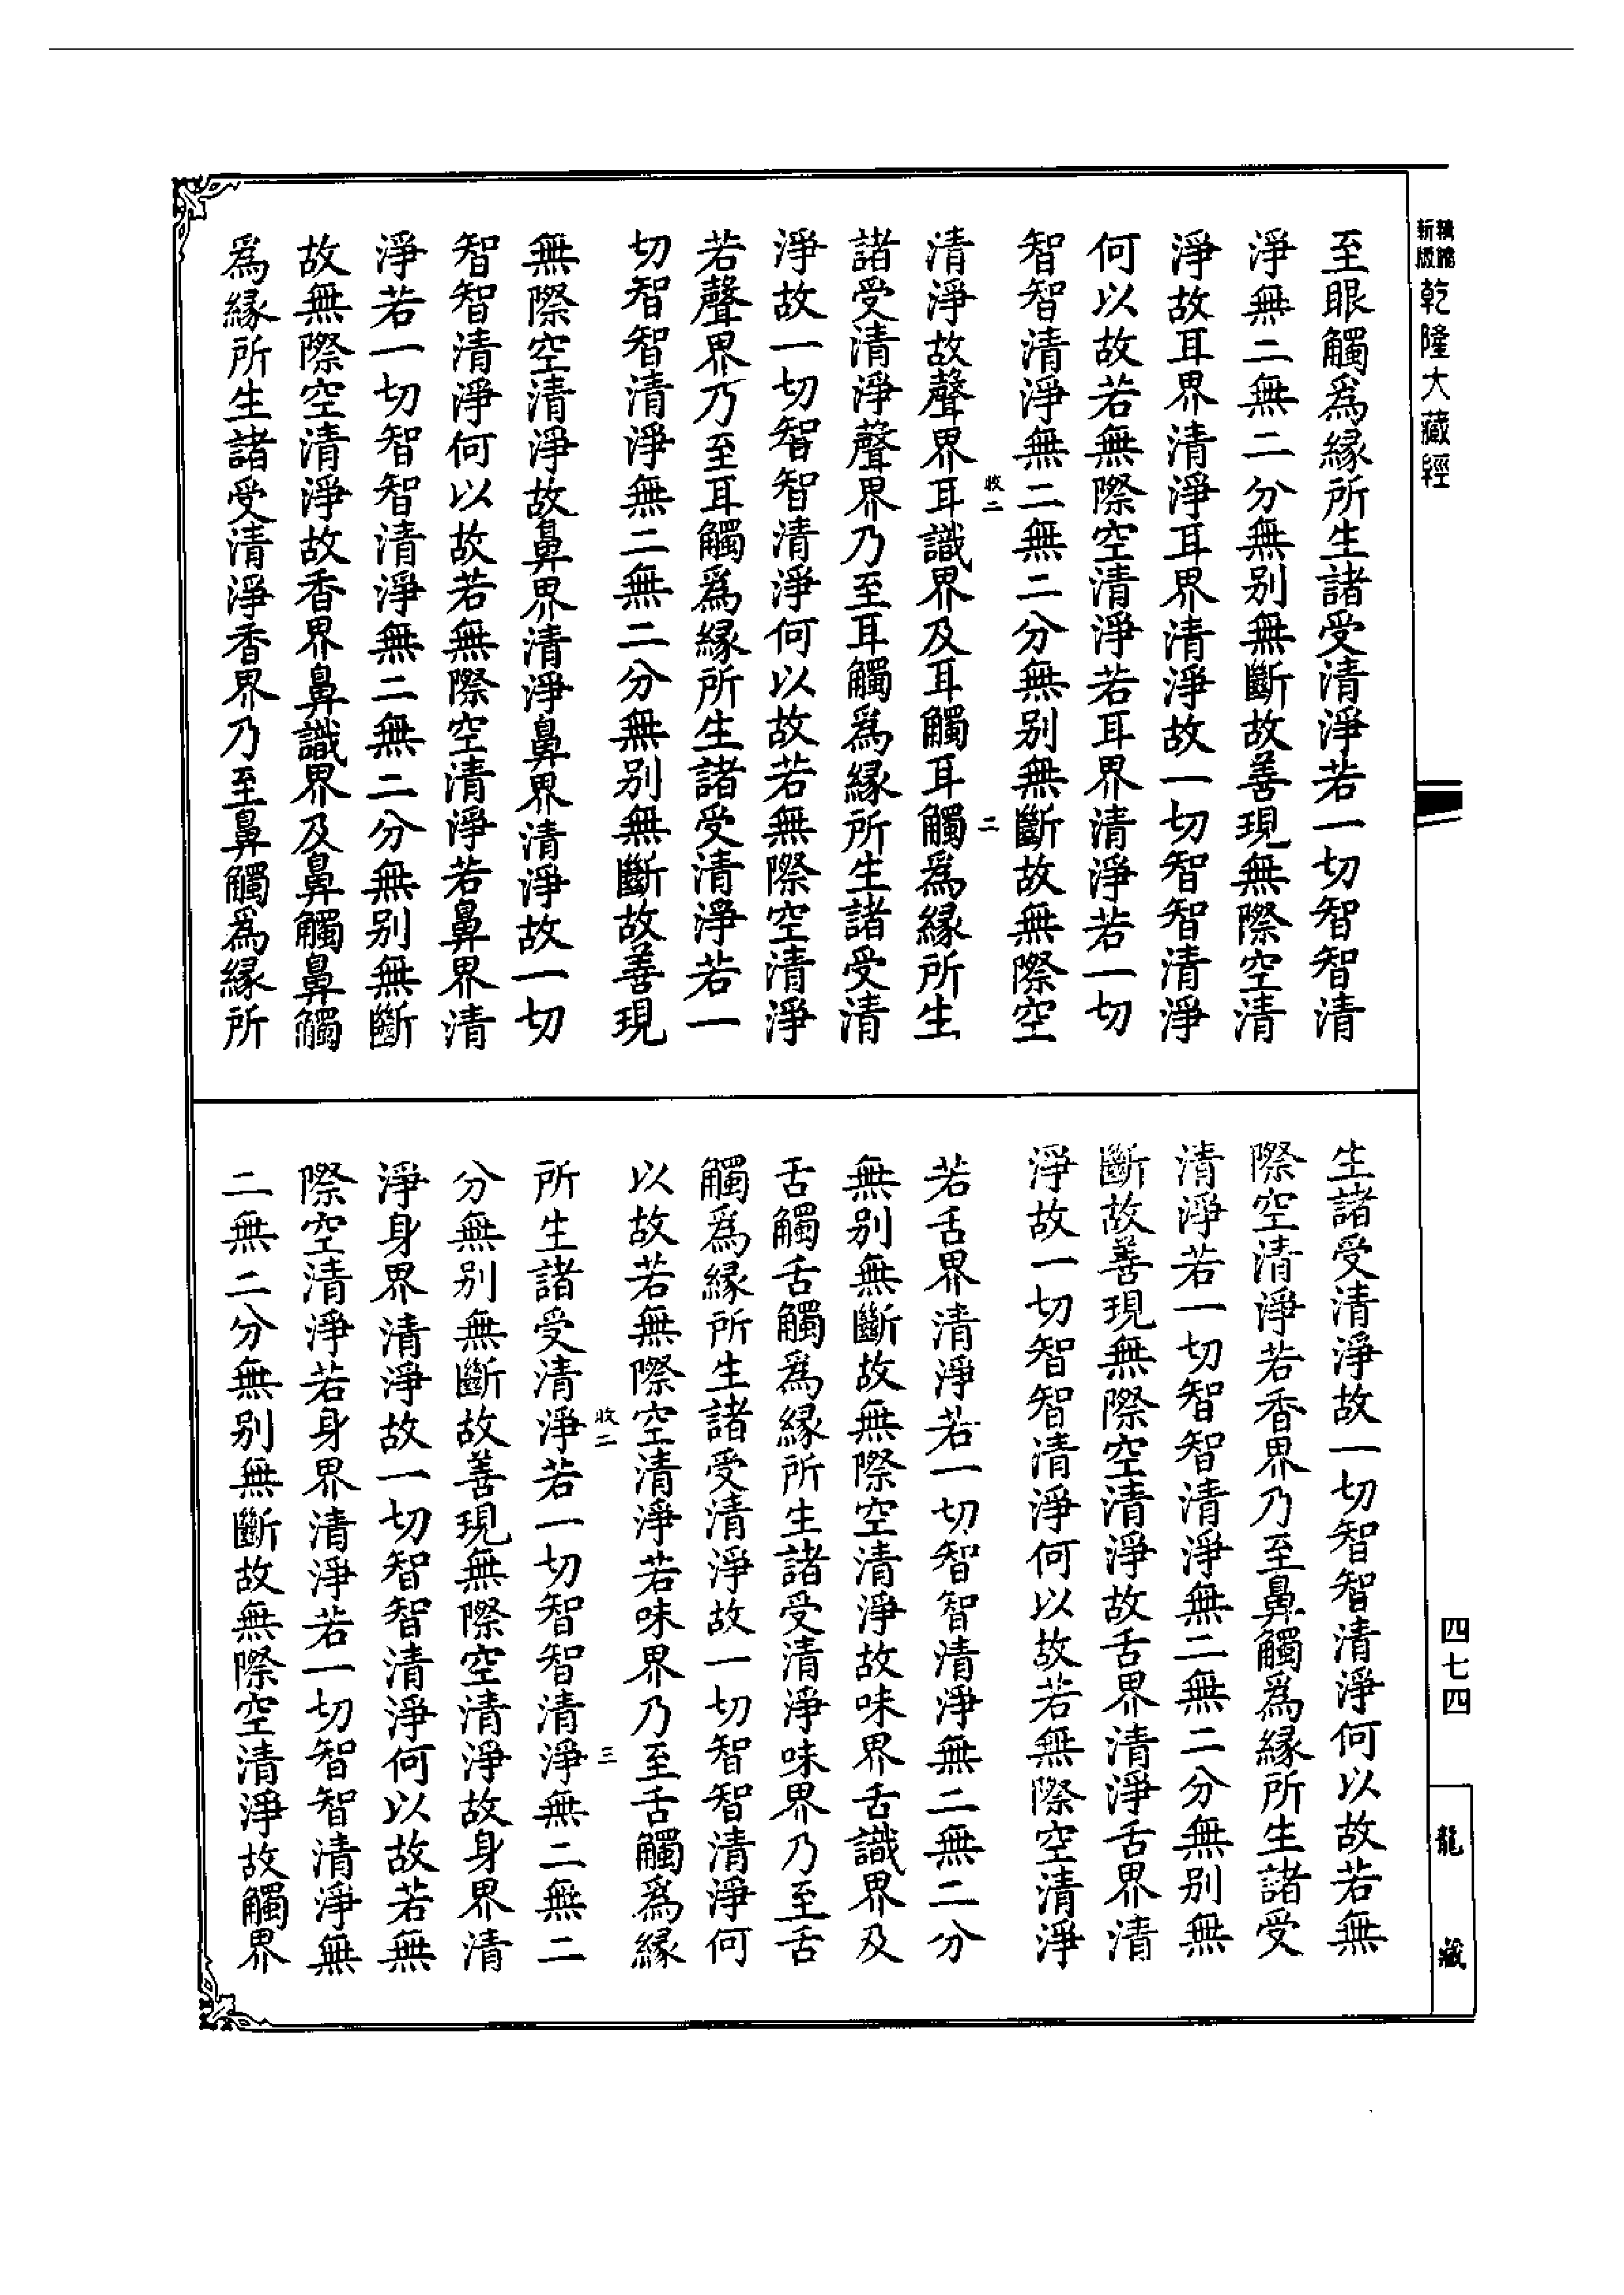 新版
乾隆大藏經
至眼觸爲緣所生諸受清淨若一切智智清
淨無二無二分無别無斷故善現無際空清
淨故耳界清淨耳界清淨故一切智智清淨
何以故若無際空清淨若耳界清淨若一切
智智清淨無二無二分無别無斷故無際空
清淨故聲界耳識界及耳觸耳觸爲緣所生
收二
二
諸受清淨聲界乃至耳觸爲緣所生諸受清
淨故一切智智清淨何以故若無際空清淨
若聲界乃至耳觸爲緣所生諸受清淨若一
切智智清淨無二無二分無别無斷故善現
無際空清淨故鼻界清淨鼻界清淨故一切
智智清淨何以故若無際空清淨若鼻界清
淨若一切智智清淨無二無二分無别無斷
故無際空清淨故香界鼻識界及鼻觸鼻觸
爲緣所生諸受清淨香界乃至鼻觸爲緣所
生諸受清淨故一切智智清淨何以故若無
際空清淨若香界乃至鼻觸爲緣所生諸受
清淨若一切智智清淨無二無二分無别無
斷故善現無際空清淨故舌界清淨舌界清
淨故一切智智清淨何以故若無際空清淨
若舌界清淨若一切智智清淨無二無二分
無别無斷故無際空清淨故味界舌識界及
舌觸舌觸爲緣所生諸受清淨味界乃至舌
觸爲緣所生諸受清淨故一切智智清淨何
以故若無際空清淨若味界乃至舌觸爲緣
收二
三
所生諸受清淨若一切智智清淨無二無二
分無别無斷故善現無際空清淨故身界清
淨身界清淨故一切智智清淨何以故若無
際空清淨若身界清淨若一切智智清淨無
二無二分無别無斷故無際空清淨故觸界
四七四
龍藏